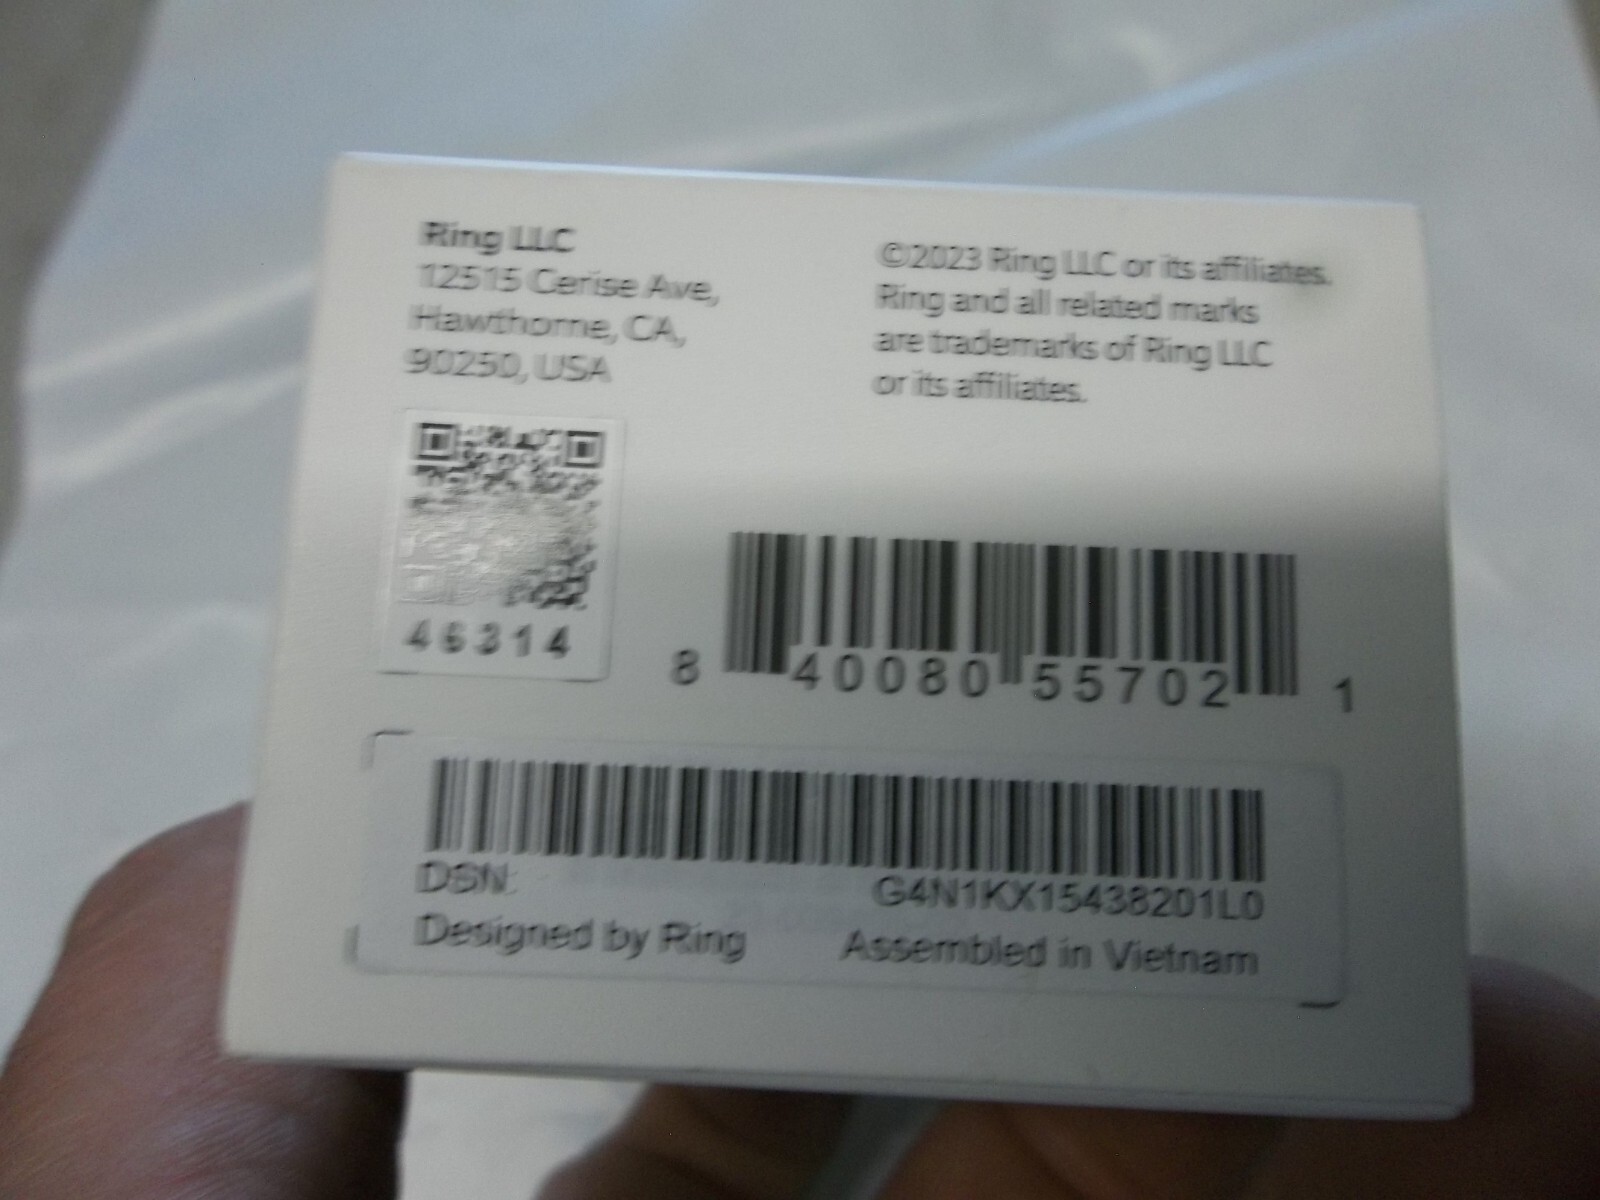 Ring LLC
12515 Cerise Ave,
Hawthorne, CA,
90250, USA
©2023 Ring LLC or its affiliates.
Ring and all related marks
are trademarks of Ring LLC
or its affiliates.
46314
8 40080 55702 1
DSN: G4N1KX15438201L0
Designed by Ring Assembled in Vietnam